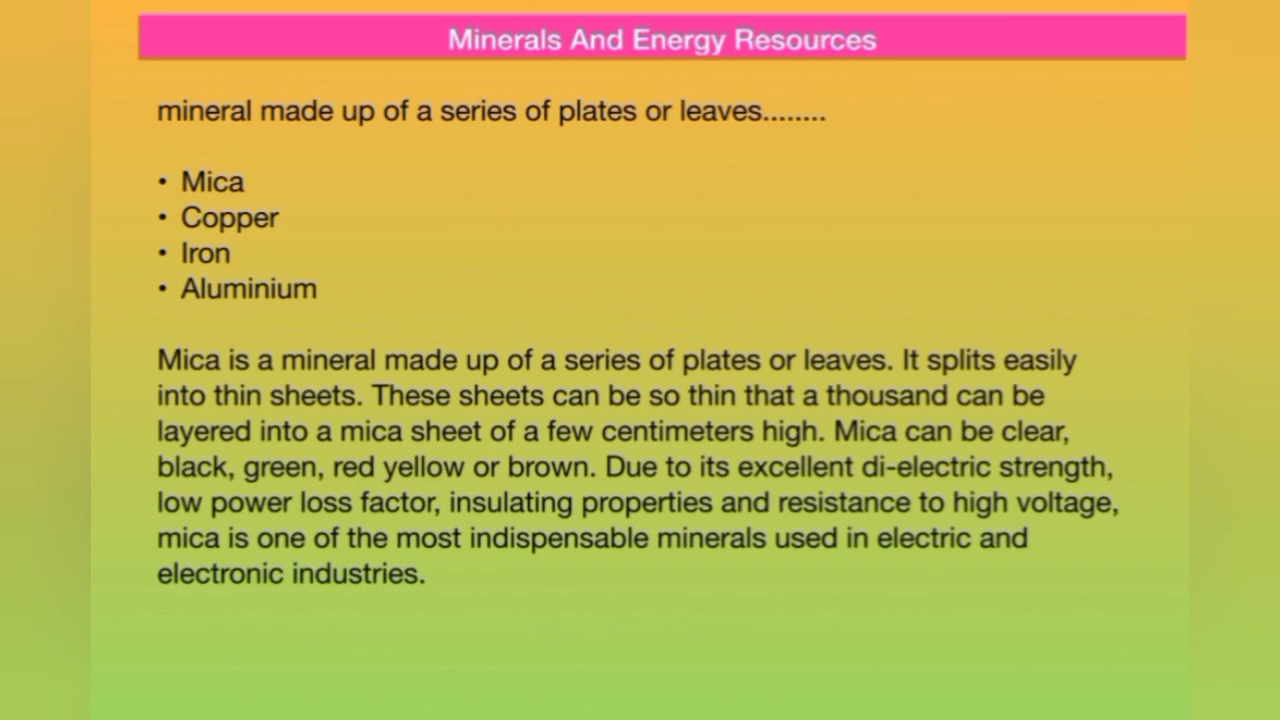 Minerals And Energy Resources
mineral made up of a series of plates or leaves........
• Mica
• Copper
• Iron
• Aluminium
Mica is a mineral made up of a series of plates or leaves. It splits easily
into thin sheets. These sheets can be so thin that a thousand can be
layered into a mica sheet of a few centimeters high. Mica can be clear,
black, green, red yellow or brown. Due to its excellent di-electric strength,
low power loss factor, insulating properties and resistance to high voltage,
mica is one of the most indispensable minerals used in electric and
electronic industries.